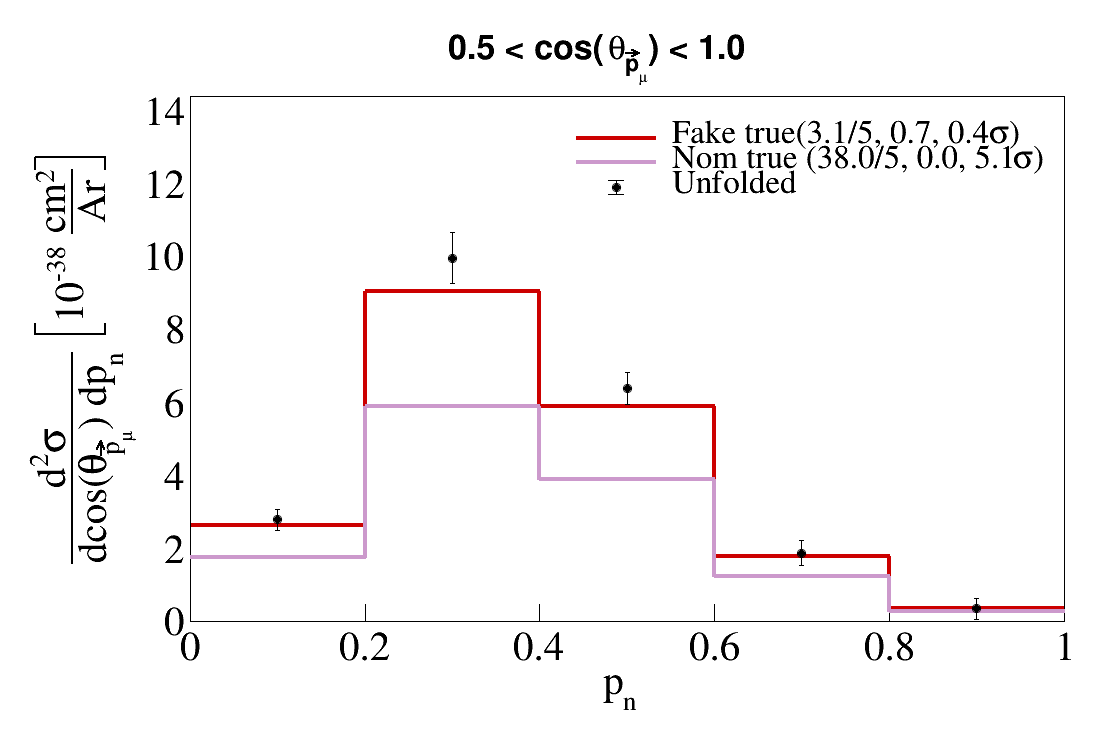 0.5 < cos(θ_{p⃗_μ}) < 1.0
Fake true(3.1/5, 0.7, 0.4σ)
Nom true (38.0/5, 0.0, 5.1σ)
Unfolded
d²σ
dcos(θ_{p⃗_μ}) dp_n
[10⁻³⁸ cm²/Ar]
14
12
10
8
6
4
2
0
0 0.2 0.4 0.6 0.8 1
p_n